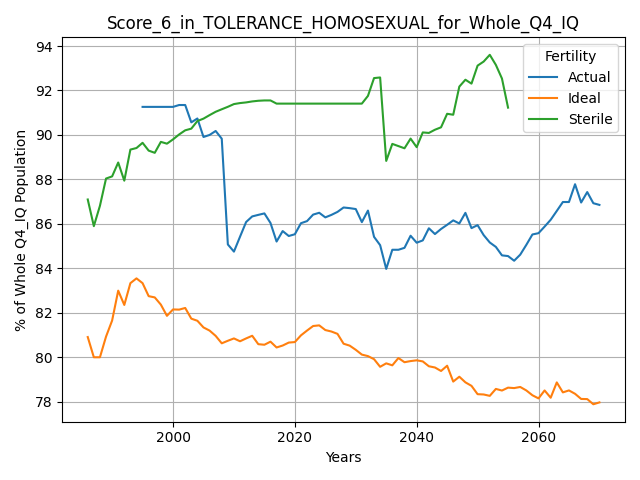 Score_6_in_TOLERANCE_HOMOSEXUAL_for_Whole_Q4_IQ
% of Whole Q4_IQ Population
94
92
90
88
86
84
82
80
78
Fertility
Actual
Ideal
Sterile
2000
2020
2040
2060
Years